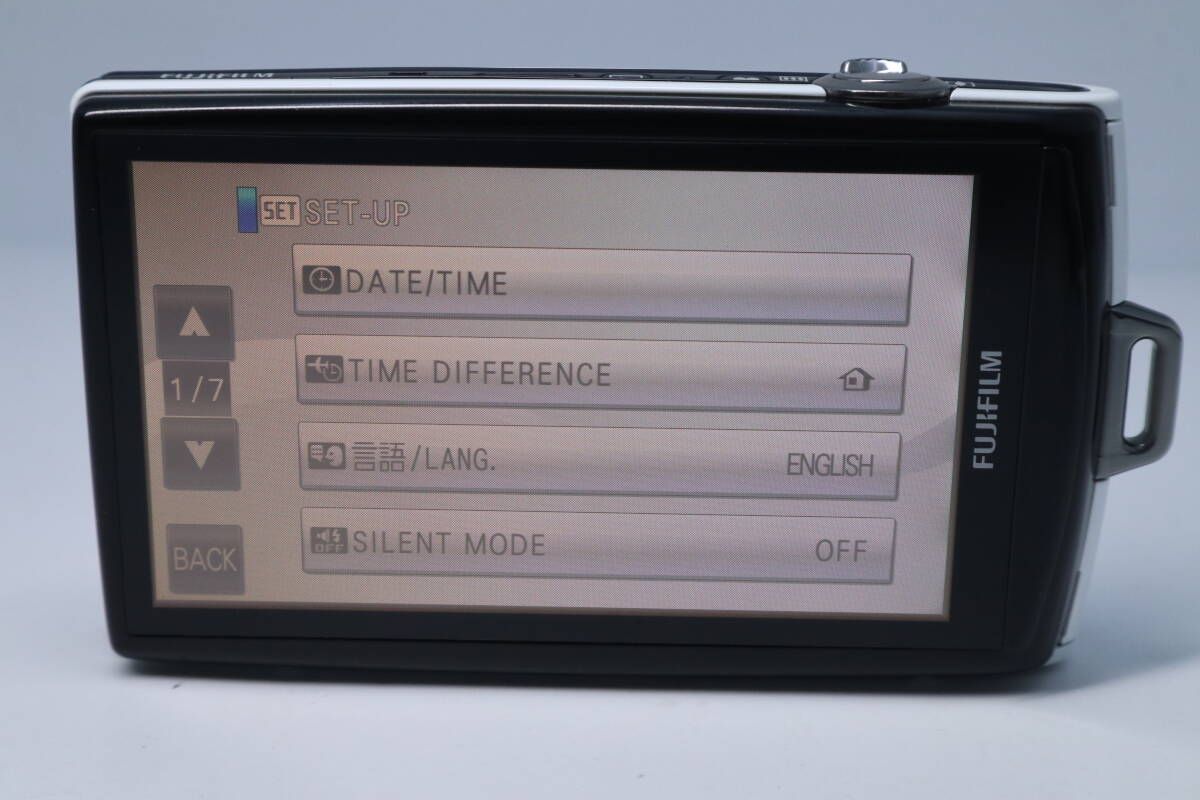 FUJIFILM
SET SET-UP
DATE/TIME
TIME DIFFERENCE
1/7
言語/LANG. ENGLISH
OFF SILENT MODE OFF
BACK
FUJIFILM